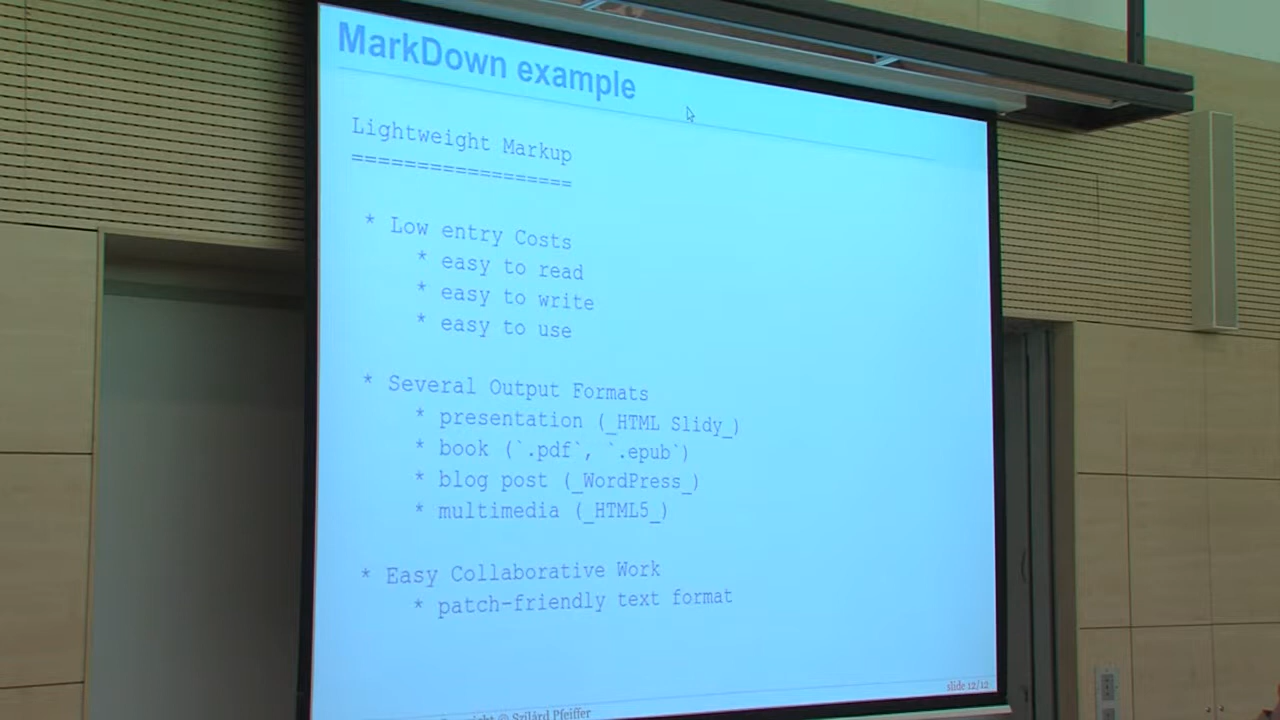 MarkDown example
Lightweight Markup
==================
* Low entry Costs
* easy to read
* easy to write
* easy to use
* Several Output Formats
* presentation (_HTML Slidy_)
* book (`.pdf`, `.epub`)
* blog post (_WordPress_)
* multimedia (_HTML5_)
* Easy Collaborative Work
* patch-friendly text format
slide 12/12
© Szilárd Pfeiffer